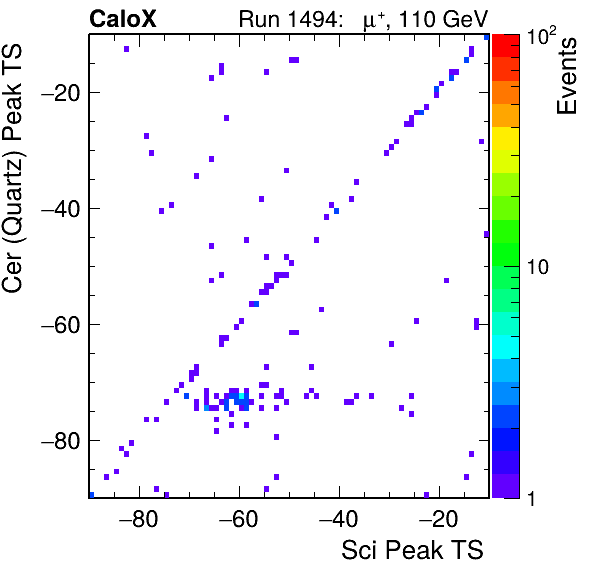 CaloX Run 1494: μ⁺, 110 GeV
Cer (Quartz) Peak TS
−20
−40
−60
−80
−80 −60 −40 −20
Sci Peak TS
10²
10
1
Events